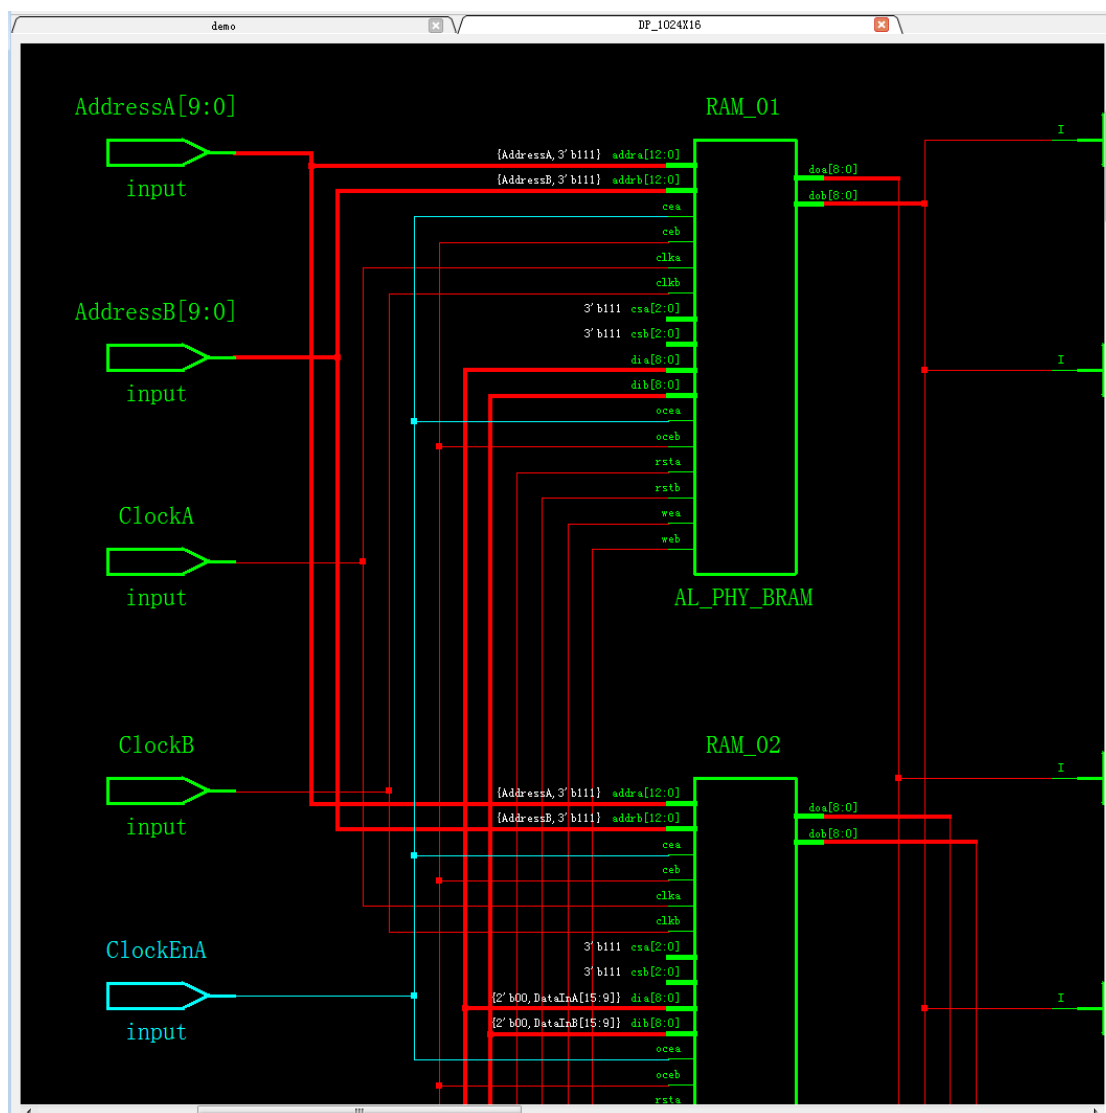 demo
DP_1024X16
AddressA[9:0]
input
AddressB[9:0]
input
ClockA
input
ClockB
input
ClockEnA
input
RAM_01
{AddressA,3'b111} addra[12:0]
{AddressB,3'b111} addrb[12:0]
cea
ceb
clka
clkb
3'b111 csa[2:0]
3'b111 csb[2:0]
dia[8:0]
dib[8:0]
ocea
oceb
rsta
rstb
wea
web
doa[8:0]
dob[8:0]
AL_PHY_BRAM
RAM_02
{AddressA,3'b111} addra[12:0]
{AddressB,3'b111} addrb[12:0]
cea
ceb
clka
clkb
3'b111 csa[2:0]
3'b111 csb[2:0]
{2'b00,DataInA[15:9]} dia[8:0]
{2'b00,DataInB[15:9]} dib[8:0]
ocea
oceb
rsta
doa[8:0]
dob[8:0]
I
I
I
I